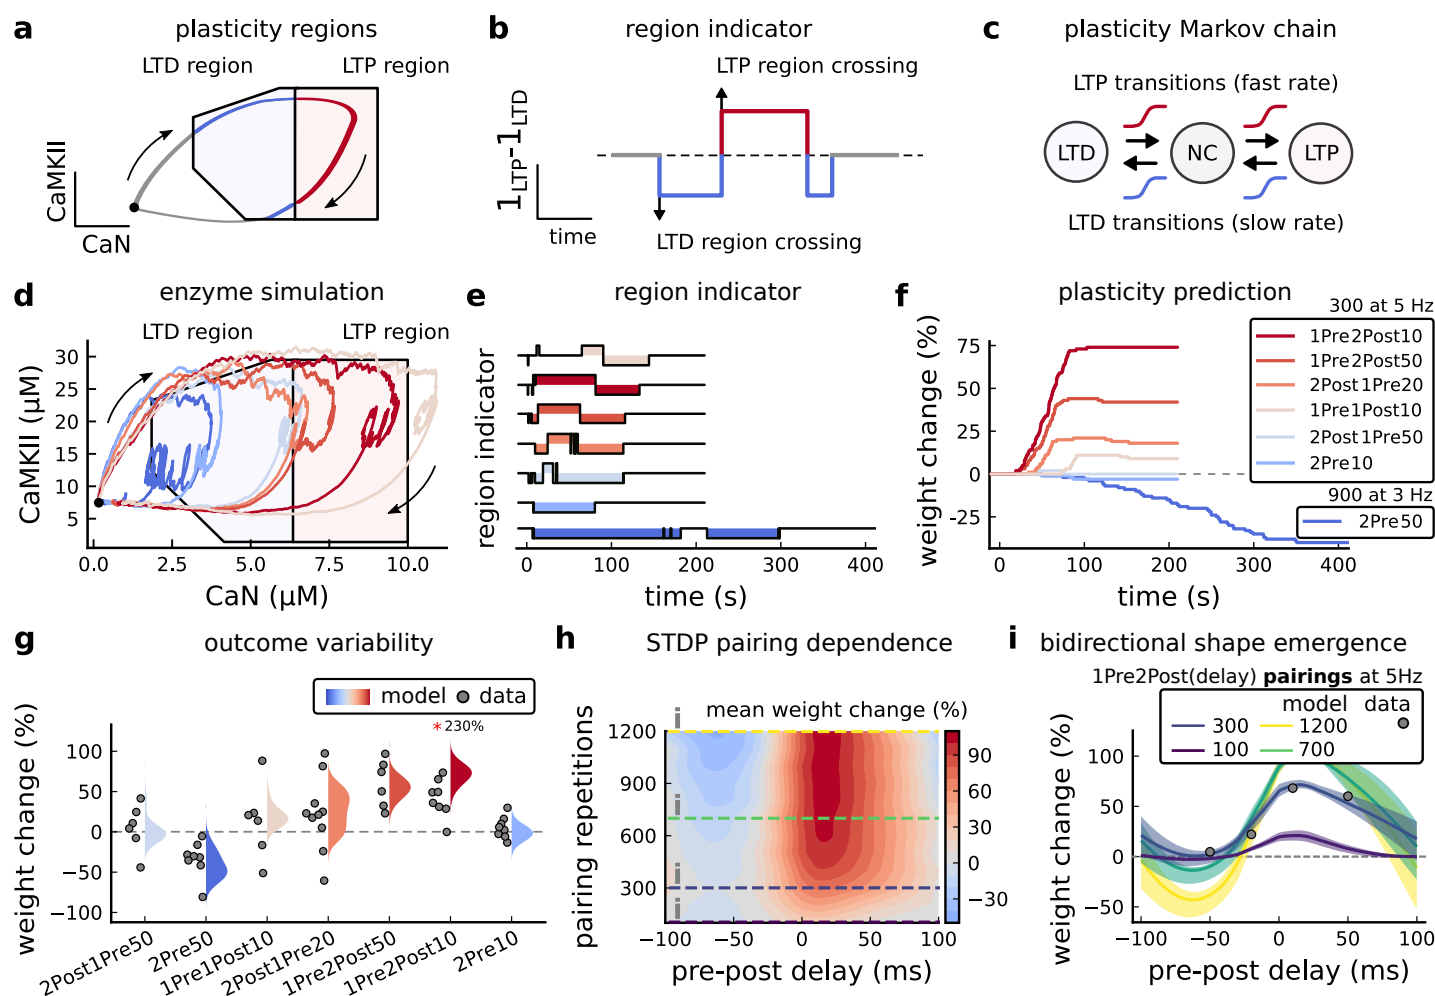 a plasticity regions
LTD region LTP region
CaMKII
CaN
b region indicator
LTP region crossing
1LTP-1LTD
time
LTD region crossing
c plasticity Markov chain
LTP transitions (fast rate)
LTD NC LTP
LTD transitions (slow rate)
d enzyme simulation
LTD region LTP region
CaMKII (μM)
30
25
20
15
10
5
0.0 2.5 5.0 7.5 10.0
CaN (μM)
e region indicator
region indicator
0 100 200 300 400
time (s)
f plasticity prediction
300 at 5 Hz
weight change (%)
75
50
25
0
-25
1Pre2Post10
1Pre2Post50
2Post1Pre20
1Pre1Post10
2Post1Pre50
2Pre10
900 at 3 Hz
2Pre50
0 100 200 300 400
time (s)
g outcome variability
model data
*230%
weight change (%)
100
50
0
−50
−100
2Post1Pre50 2Pre50 1Pre1Post10 2Post1Pre20 1Pre2Post50 1Pre2Post10 2Pre10
h STDP pairing dependence
mean weight change (%)
pairing repetitions
1200
900
600
300
−100 −50 0 50 100
pre-post delay (ms)
90
60
30
0
−30
i bidirectional shape emergence
1Pre2Post(delay) pairings at 5Hz
model data
300 1200
100 700
weight change (%)
100
50
0
−50
−100 −50 0 50 100
pre-post delay (ms)